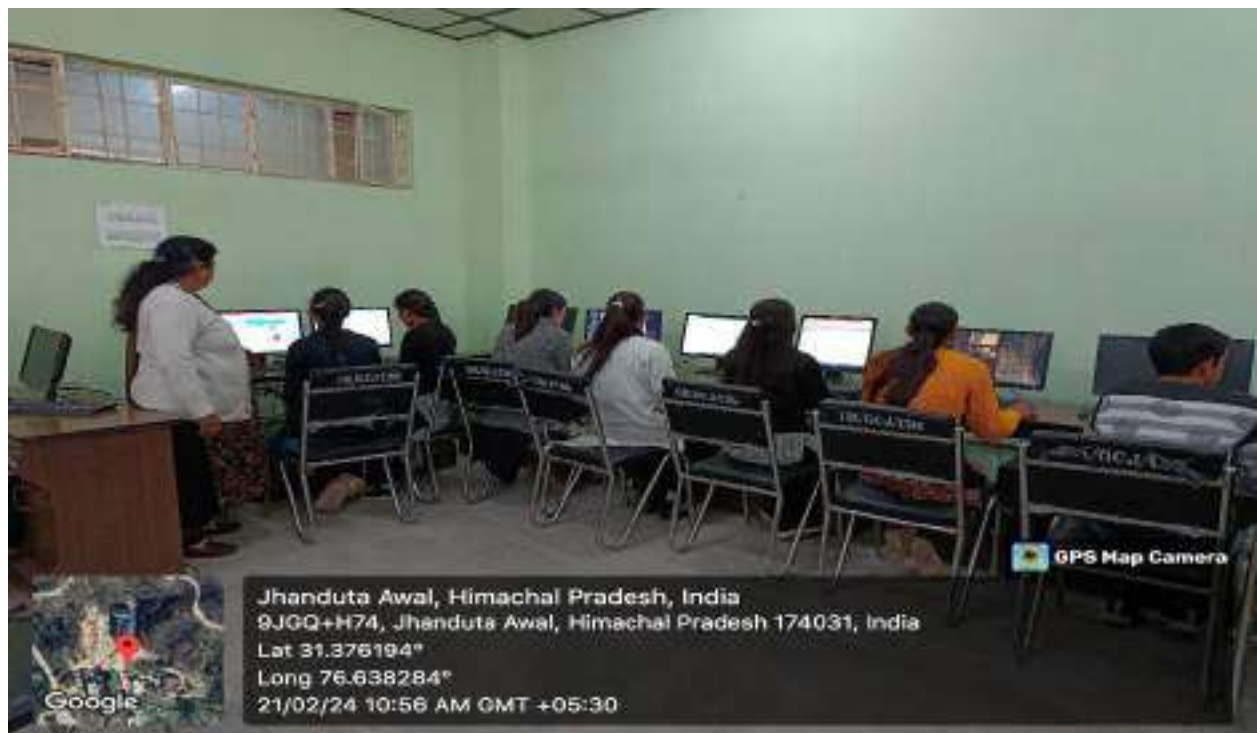 GPS Map Camera
Jhanduta Awal, Himachal Pradesh, India
9JGQ+H74, Jhanduta Awal, Himachal Pradesh 174031, India
Lat 31.376194°
Long 76.638284°
21/02/24 10:56 AM GMT +05:30
Google